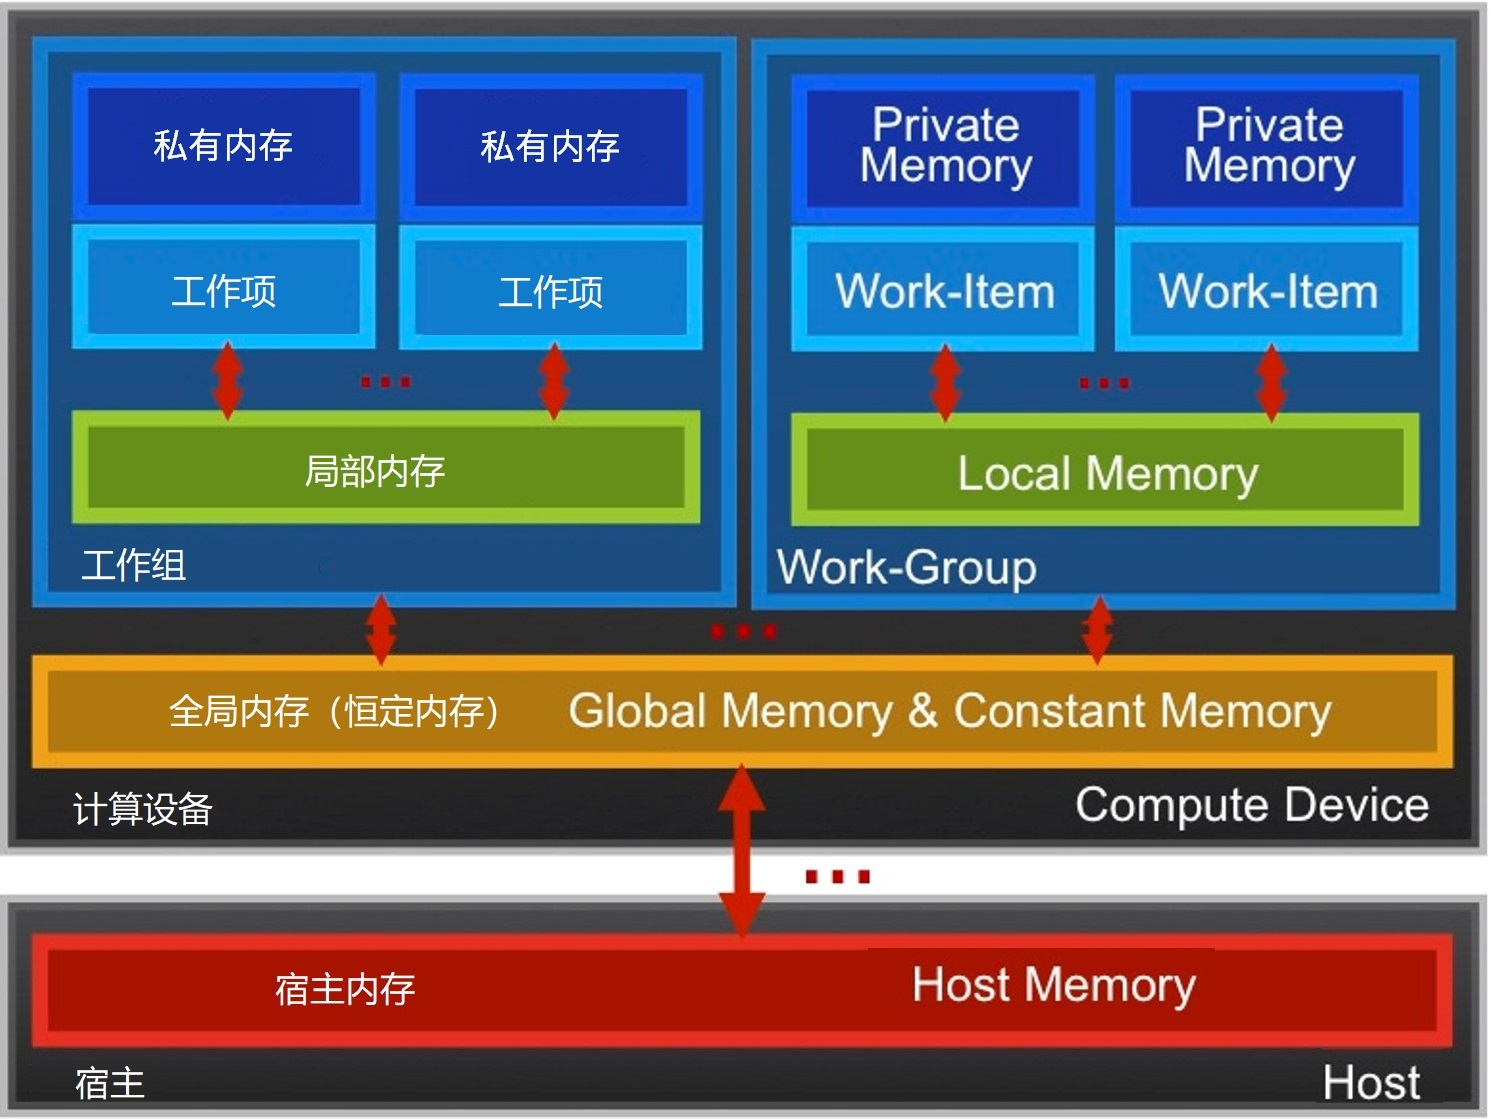 私有内存
私有内存
Private
Memory
Private
Memory
工作项
工作项
Work-Item
Work-Item
局部内存
Local Memory
工作组
Work-Group
全局内存（恒定内存）
Global Memory & Constant Memory
计算设备
Compute Device
宿主内存
Host Memory
宿主
Host